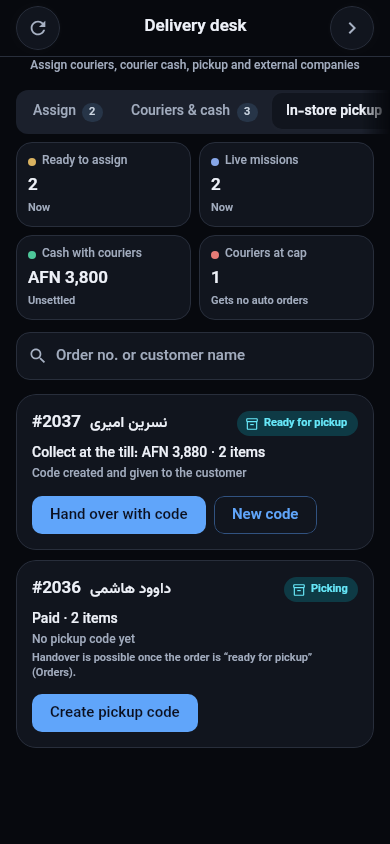 Delivery desk
Assign couriers, courier cash, pickup and external companies
Assign 2 Couriers & cash 3 In-store pickup
Ready to assign
2
Now
Live missions
2
Now
Cash with couriers
AFN 3,800
Unsettled
Couriers at cap
1
Gets no auto orders
Order no. or customer name
#2037 نسرین امیری Ready for pickup
Collect at the till: AFN 3,880 · 2 items
Code created and given to the customer
Hand over with code New code
#2036 داوود هاشمی Picking
Paid · 2 items
No pickup code yet
Handover is possible once the order is “ready for pickup”
(Orders).
Create pickup code